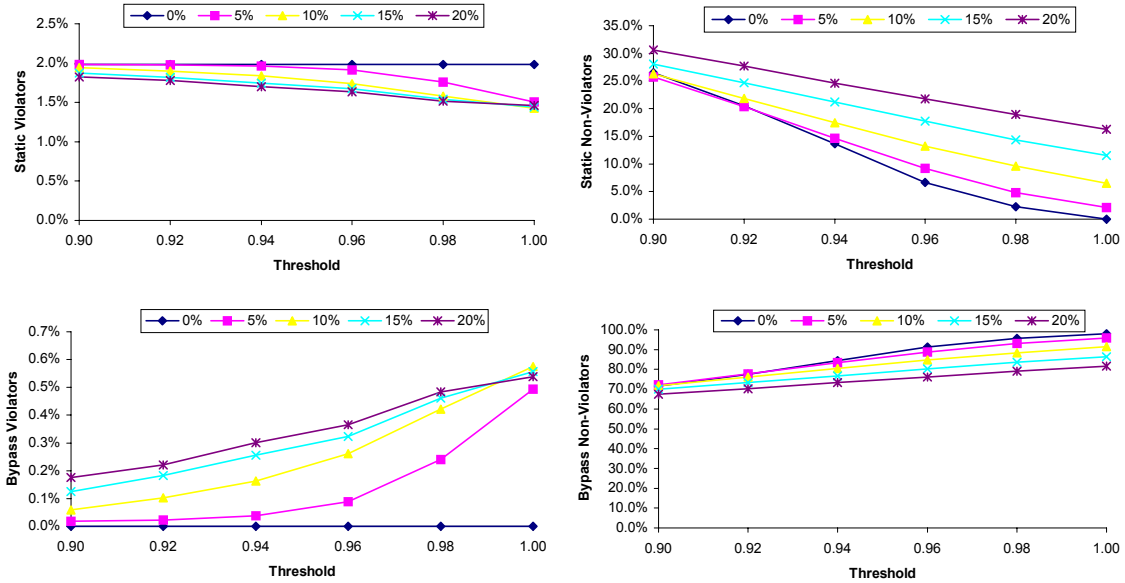 0% 5% 10% 15% 20%
2.5%
2.0%
1.5%
1.0%
0.5%
0.0%
0.90 0.92 0.94 0.96 0.98 1.00
Threshold
Static Violators
0% 5% 10% 15% 20%
35.0%
30.0%
25.0%
20.0%
15.0%
10.0%
5.0%
0.0%
0.90 0.92 0.94 0.96 0.98 1.00
Threshold
Static Non-Violators
0% 5% 10% 15% 20%
0.7%
0.6%
0.5%
0.4%
0.3%
0.2%
0.1%
0.0%
0.90 0.92 0.94 0.96 0.98 1.00
Threshold
Bypass Violators
0% 5% 10% 15% 20%
100.0%
90.0%
80.0%
70.0%
60.0%
50.0%
40.0%
30.0%
20.0%
10.0%
0.0%
0.90 0.92 0.94 0.96 0.98 1.00
Threshold
Bypass Non-Violators